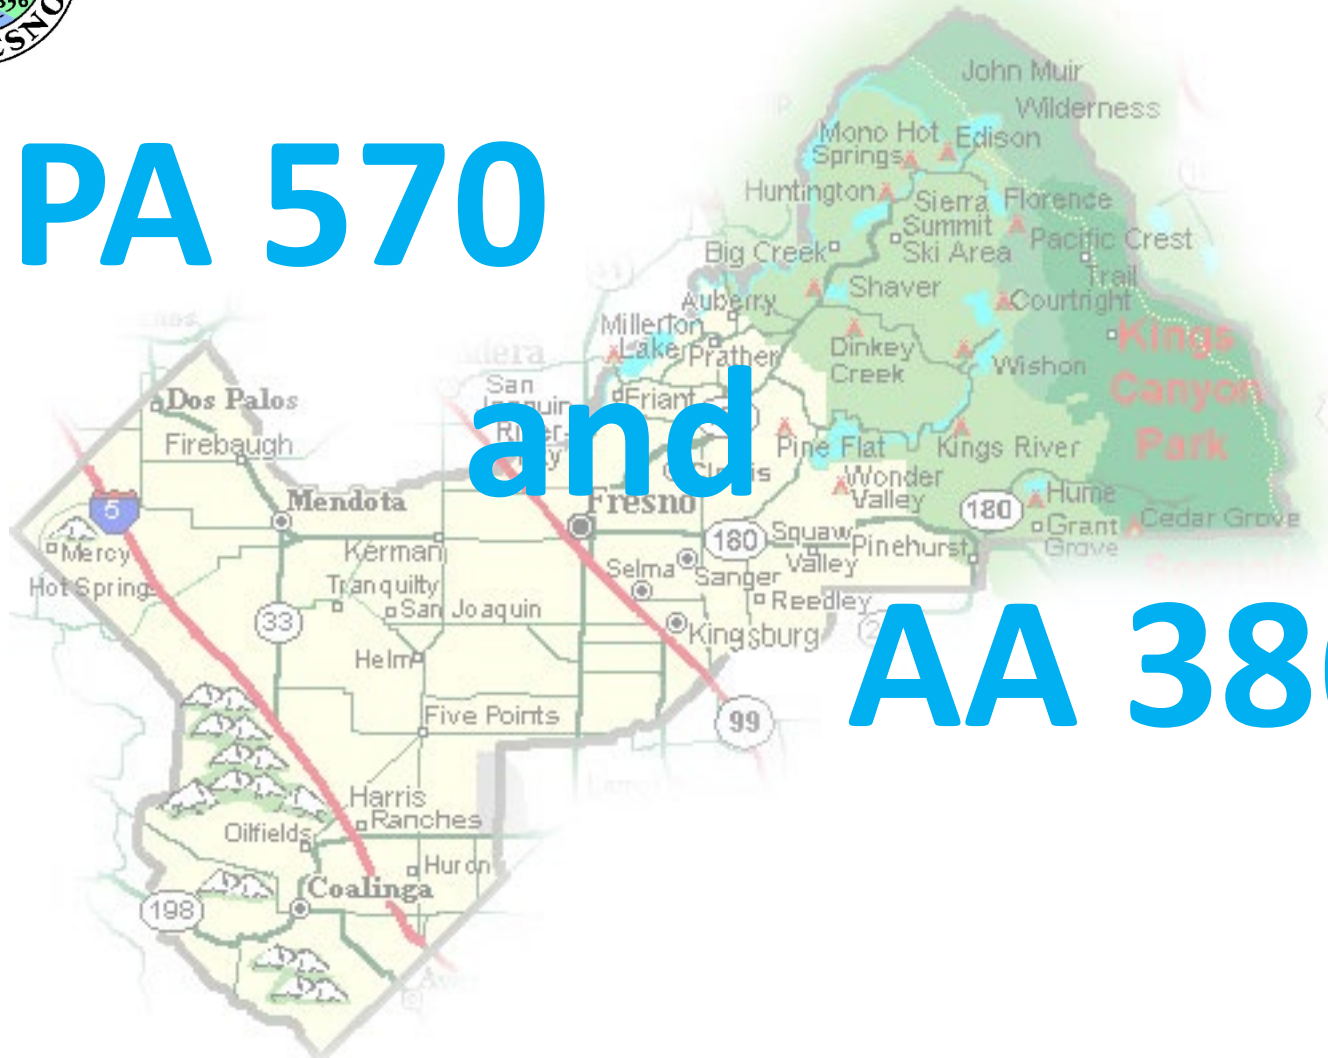 PA 570
and
AA 38
John Muir
Wilderness
Mono Hot
Springs
Edison
Huntington
Sierra
Summit
Ski Area
Florence
Big Creek
Pacific Crest
Trail
Auberry
Shaver
Courtright
Millerton
Lake
Prather
Dinkey
Creek
Wishon
Kings
Canyon
Park
San
Friant
Dos Palos
Firebaugh
Pine Flat
Kings River
Wonder
Valley
Mendota
Fresno
5
180
180
Hume
Grant
Grove
Cedar Grove
Mercy
Hot Spring
Kerman
Squaw
Valley
Pinehurst
Selma
Sanger
Tranquilty
San Joaquin
Reedley
33
Kingsburg
Helm
Five Points
99
Harris
Ranches
Oilfields
Huron
Coalinga
198